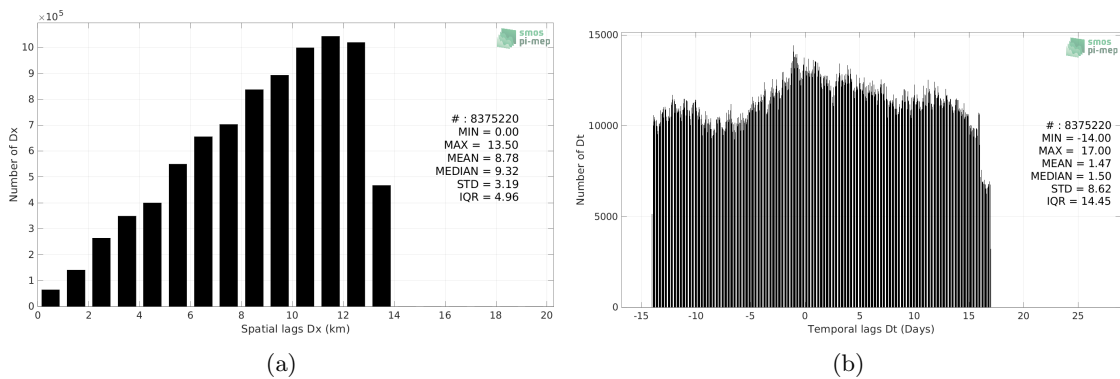 ×10⁵
10
9
8
7
6
5
4
3
2
1
0
Number of Dx
0 2 4 6 8 10 12 14 16 18 20
Spatial lags Dx (km)
smos
pi-mep
# : 8375220
MIN = 0.00
MAX = 13.50
MEAN = 8.78
MEDIAN = 9.32
STD = 3.19
IQR = 4.96
(a)
15000
10000
5000
0
Number of Dt
-15 -10 -5 0 5 10 15 20 25
Temporal lags Dt (Days)
smos
pi-mep
# : 8375220
MIN = -14.00
MAX = 17.00
MEAN = 1.47
MEDIAN = 1.50
STD = 8.62
IQR = 14.45
(b)